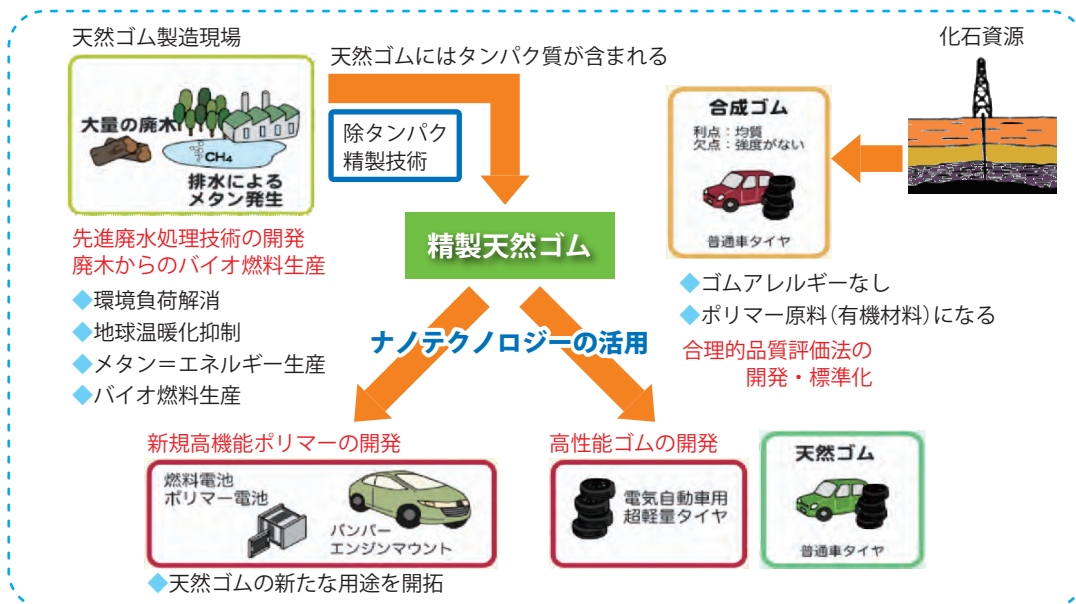 天然ゴム製造現場
大量の廃木
CH4
排水による
メタン発生
天然ゴムにはタンパク質が含まれる
除タンパク
精製技術
先進廃水処理技術の開発
廃木からのバイオ燃料生産
◆環境負荷解消
◆地球温暖化抑制
◆メタン＝エネルギー生産
◆バイオ燃料生産
精製天然ゴム
ナノテクノロジーの活用
化石資源
合成ゴム
利点：均質
欠点：強度がない
普通車タイヤ
◆ゴムアレルギーなし
◆ポリマー原料（有機材料）になる
合理的品質評価法の
開発・標準化
新規高機能ポリマーの開発
燃料電池
ポリマー電池
バンパー
エンジンマウント
◆天然ゴムの新たな用途を開拓
高性能ゴムの開発
電気自動車用
超軽量タイヤ
天然ゴム
普通車タイヤ